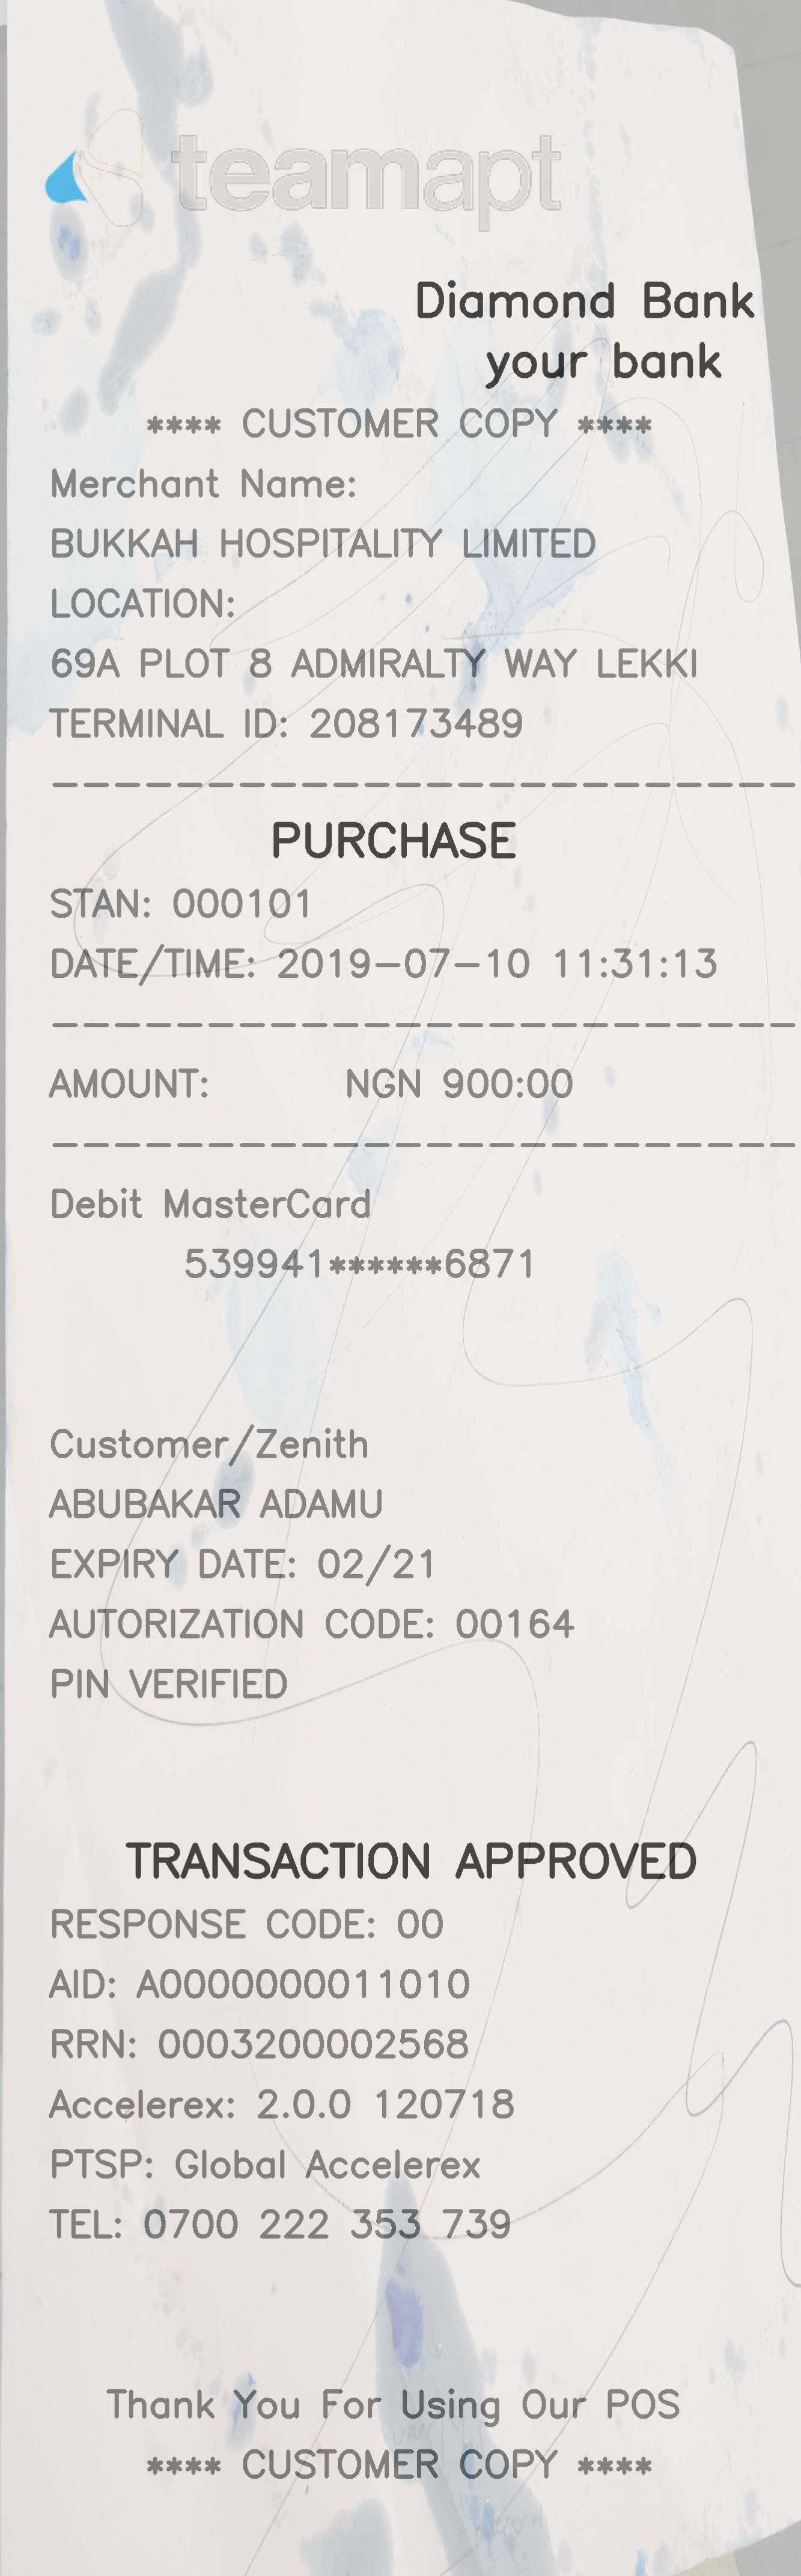 teamapt
Diamond Bank
your bank
**** CUSTOMER COPY ****
Merchant Name:
BUKKAH HOSPITALITY LIMITED
LOCATION:
69A PLOT 8 ADMIRALTY WAY LEKKI
TERMINAL ID: 208173489
------------------------
PURCHASE
STAN: 000101
DATE/TIME: 2019-07-10 11:31:13
------------------------
AMOUNT: NGN 900:00
------------------------
Debit MasterCard
539941******6871
Customer/Zenith
ABUBAKAR ADAMU
EXPIRY DATE: 02/21
AUTORIZATION CODE: 00164
PIN VERIFIED
TRANSACTION APPROVED
RESPONSE CODE: 00
AID: A0000000011010
RRN: 0003200002568
Accelerex: 2.0.0 120718
PTSP: Global Accelerex
TEL: 0700 222 353 739
Thank You For Using Our POS
**** CUSTOMER COPY ****